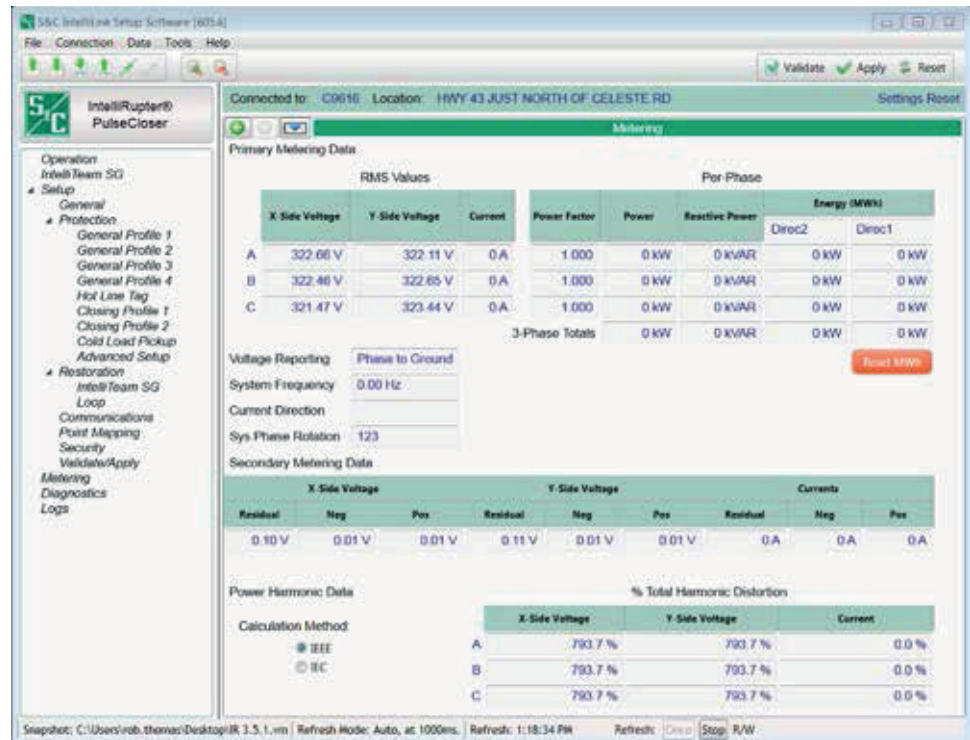 S&C IntelliLink Setup Software [605.6]
File Connection Data Tools Help
Validate Apply Reset
S/C
IntelliRupter®
PulseCloser
Connected to: C0616 Location: HWY 43 JUST NORTH OF CELESTE RD Settings Reset
Metering
Operation
IntelliTeam SG
Setup
General
Protection
General Profile 1
General Profile 2
General Profile 3
General Profile 4
Hot Line Tag
Closing Profile 1
Closing Profile 2
Cold Load Pickup
Advanced Setup
Restoration
IntelliTeam SG
Loop
Communications
Point Mapping
Security
Validate/Apply
Metering
Diagnostics
Logs
Primary Metering Data
RMS Values Per-Phase
X-Side Voltage Y-Side Voltage Current Power Factor Power Reactive Power Energy (MWh)
Direc2 Direc1
A 322.66 V 322.11 V 0 A 1.000 0 kW 0 kVAR 0 kW 0 kW
B 322.46 V 322.65 V 0 A 1.000 0 kW 0 kVAR 0 kW 0 kW
C 321.47 V 323.44 V 0 A 1.000 0 kW 0 kVAR 0 kW 0 kW
3-Phase Totals 0 kW 0 kVAR 0 kW 0 kW
Voltage Reporting Phase to Ground
Reset MWh
System Frequency 0.00 Hz
Current Direction
Sys Phase Rotation 123
Secondary Metering Data
X-Side Voltage Y-Side Voltage Currents
Residual Neg Pos Residual Neg Pos Residual Neg Pos
0.10 V 0.01 V 0.01 V 0.11 V 0.01 V 0.01 V 0 A 0 A 0 A
Power Harmonic Data % Total Harmonic Distortion
Calculation Method:
IEEE
IEC
X-Side Voltage Y-Side Voltage Current
A 793.7 % 793.7 % 0.0 %
B 793.7 % 793.7 % 0.0 %
C 793.7 % 793.7 % 0.0 %
Snapshot: C:\Users\rob.thomas\Desktop\IR 3.5.1.vm Refresh Mode: Auto, at 1000ms. Refresh: 1:18:34 PM Refresh: Once Stop R/W